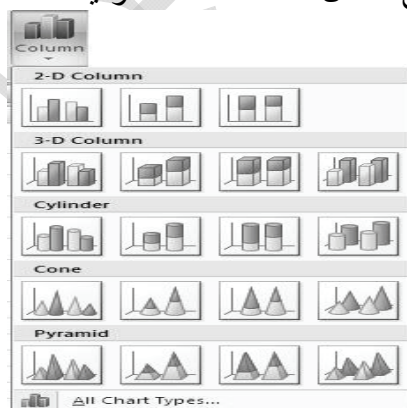 Column
2-D Column
3-D Column
Cylinder
Cone
Pyramid
All Chart Types...